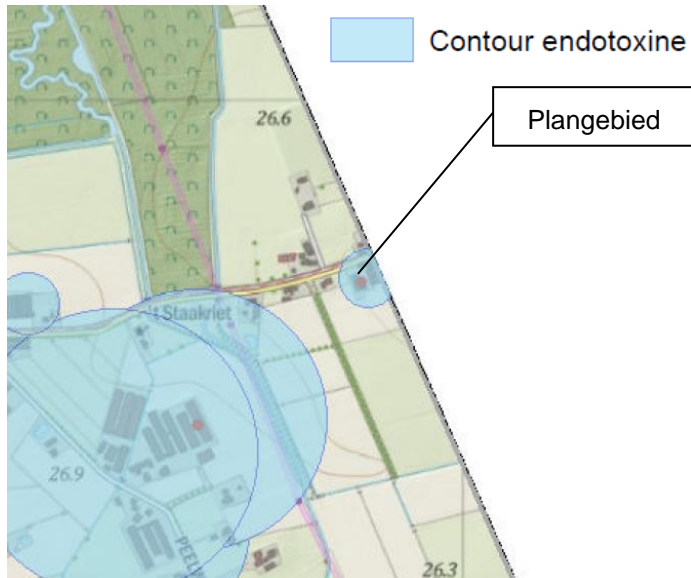 Contour endotoxine
Plangebied
26.6
't Staakriet
26.9
26.3